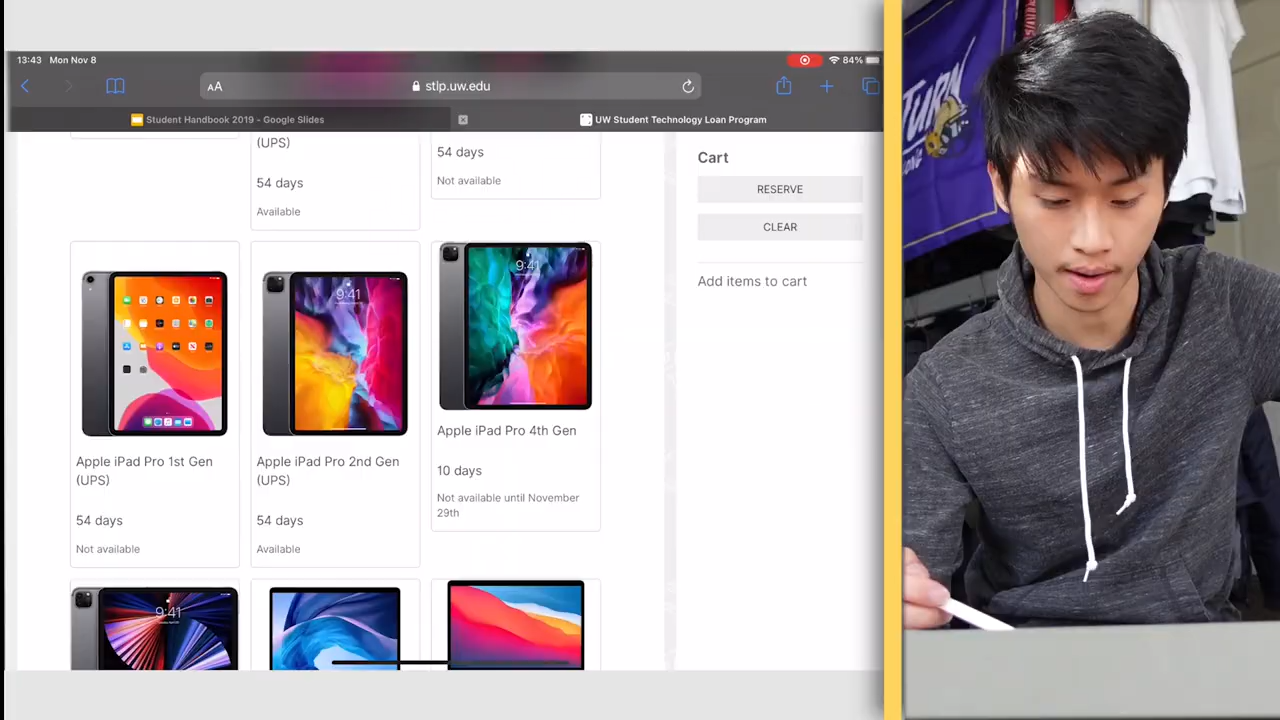 13:43 Mon Nov 8
84%
AA
stlp.uw.edu
Student Handbook 2019 - Google Slides
UW Student Technology Loan Program
(UPS)
54 days
Available
54 days
Not available
Cart
RESERVE
CLEAR
Add items to cart
9:41
9:41
Apple iPad Pro 1st Gen
(UPS)
54 days
Not available
Apple iPad Pro 2nd Gen
(UPS)
54 days
Available
Apple iPad Pro 4th Gen
10 days
Not available until November
29th
9:41
TURN